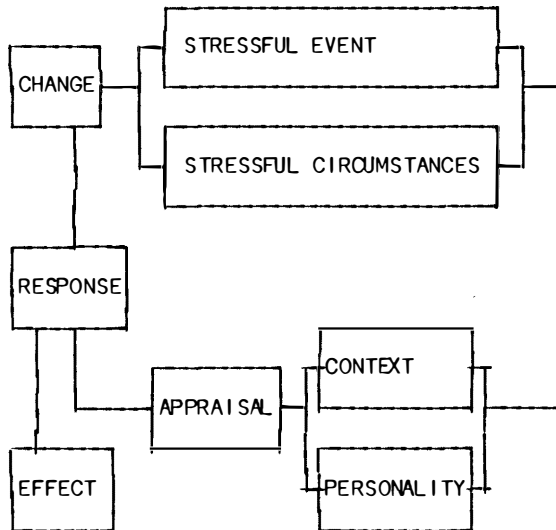 STRESSFUL EVENT
CHANGE
STRESSFUL CIRCUMSTANCES
RESPONSE
CONTEXT
APPRAISAL
EFFECT
PERSONALITY